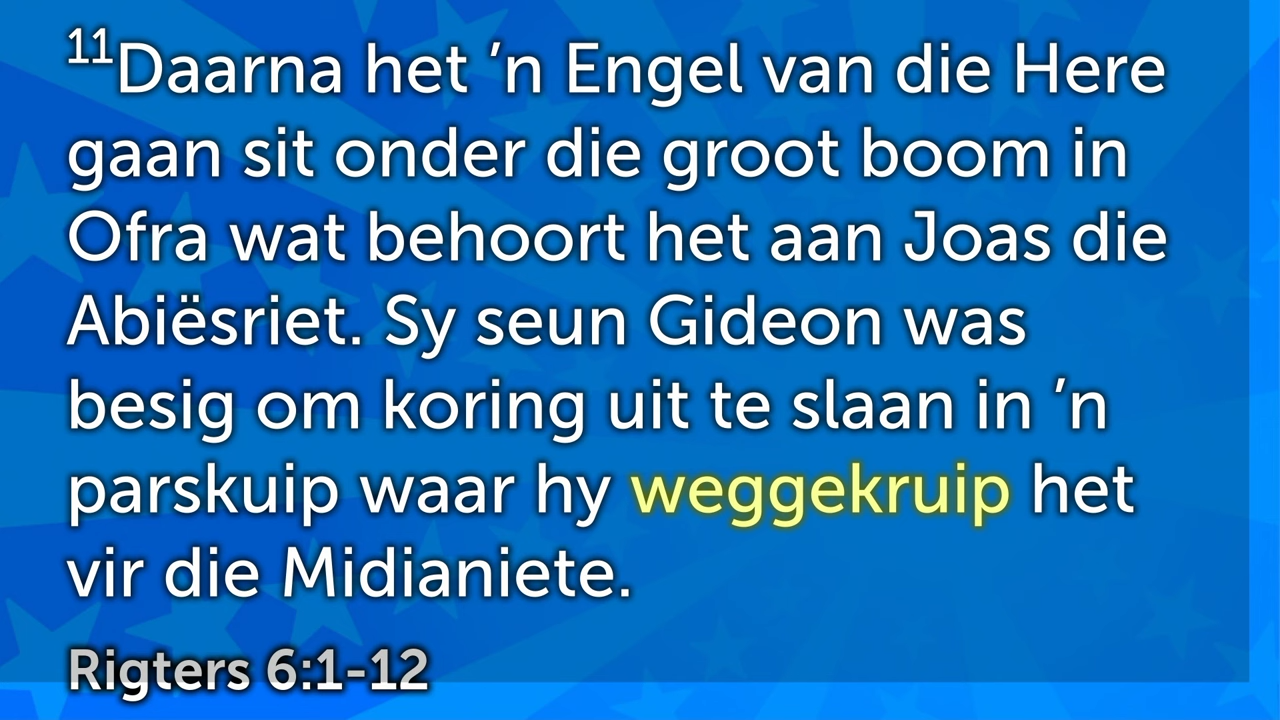 11Daarna het ’n Engel van die Here
gaan sit onder die groot boom in
Ofra wat behoort het aan Joas die
Abiësriet. Sy seun Gideon was
besig om koring uit te slaan in ’n
parskuip waar hy weggekruip het
vir die Midianiete.
Rigters 6:1-12